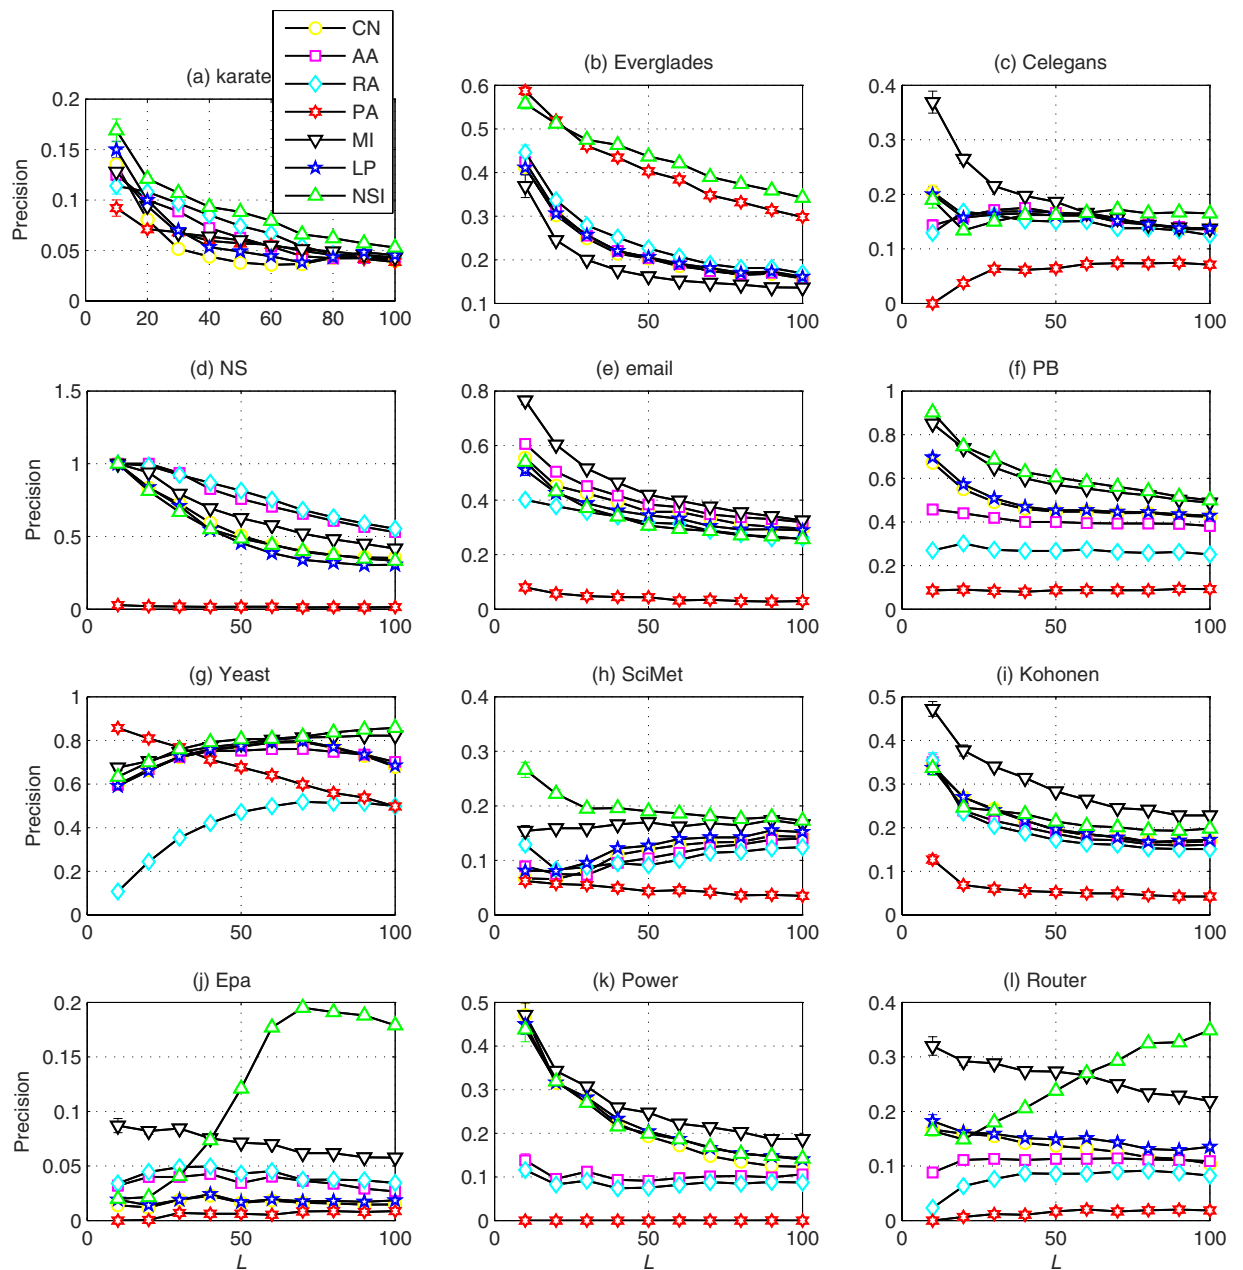 CN
AA
RA
PA
MI
LP
NSI
(a) karate
Precision
0.2
0.15
0.1
0.05
0
0 20 40 60 80 100
(b) Everglades
0.6
0.5
0.4
0.3
0.2
0.1
0 50 100
(c) Celegans
0.4
0.3
0.2
0.1
0
0 50 100
(d) NS
Precision
1.5
1
0.5
0
0 50 100
(e) email
0.8
0.6
0.4
0.2
0
0 50 100
(f) PB
1
0.8
0.6
0.4
0.2
0
0 50 100
(g) Yeast
Precision
1
0.8
0.6
0.4
0.2
0
0 50 100
(h) SciMet
0.4
0.3
0.2
0.1
0
0 50 100
(i) Kohonen
0.5
0.4
0.3
0.2
0.1
0
0 50 100
(j) Epa
Precision
0.2
0.15
0.1
0.05
0
0 50 100
L
(k) Power
0.5
0.4
0.3
0.2
0.1
0
0 50 100
L
(l) Router
0.4
0.3
0.2
0.1
0
0 50 100
L